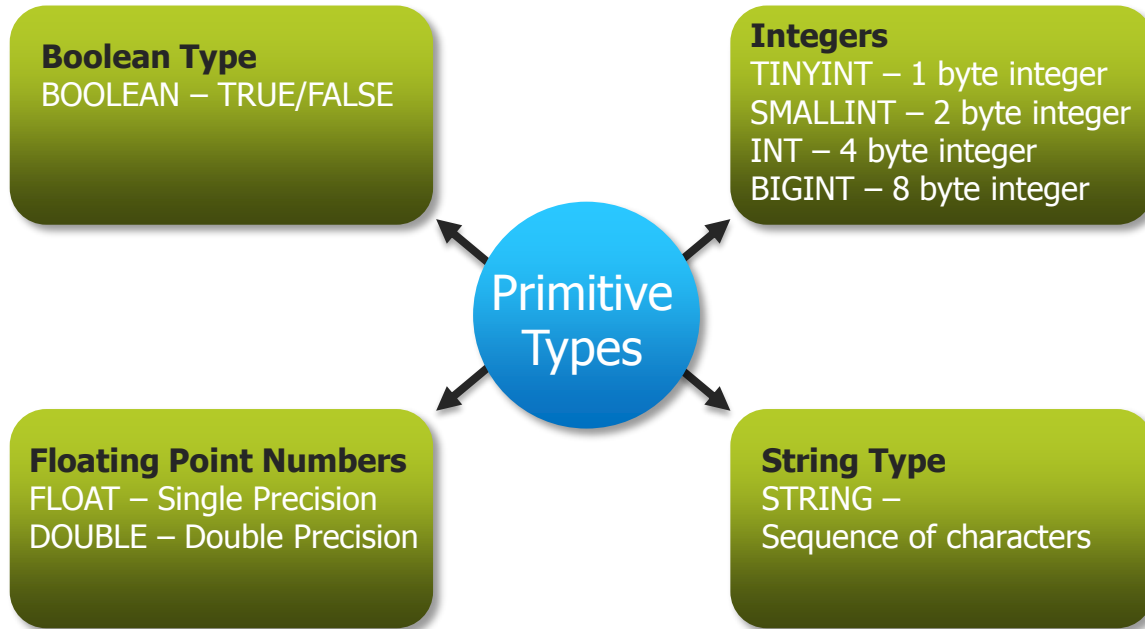 Boolean Type
BOOLEAN – TRUE/FALSE
Integers
TINYINT – 1 byte integer
SMALLINT – 2 byte integer
INT – 4 byte integer
BIGINT – 8 byte integer
Primitive
Types
Floating Point Numbers
FLOAT – Single Precision
DOUBLE – Double Precision
String Type
STRING –
Sequence of characters